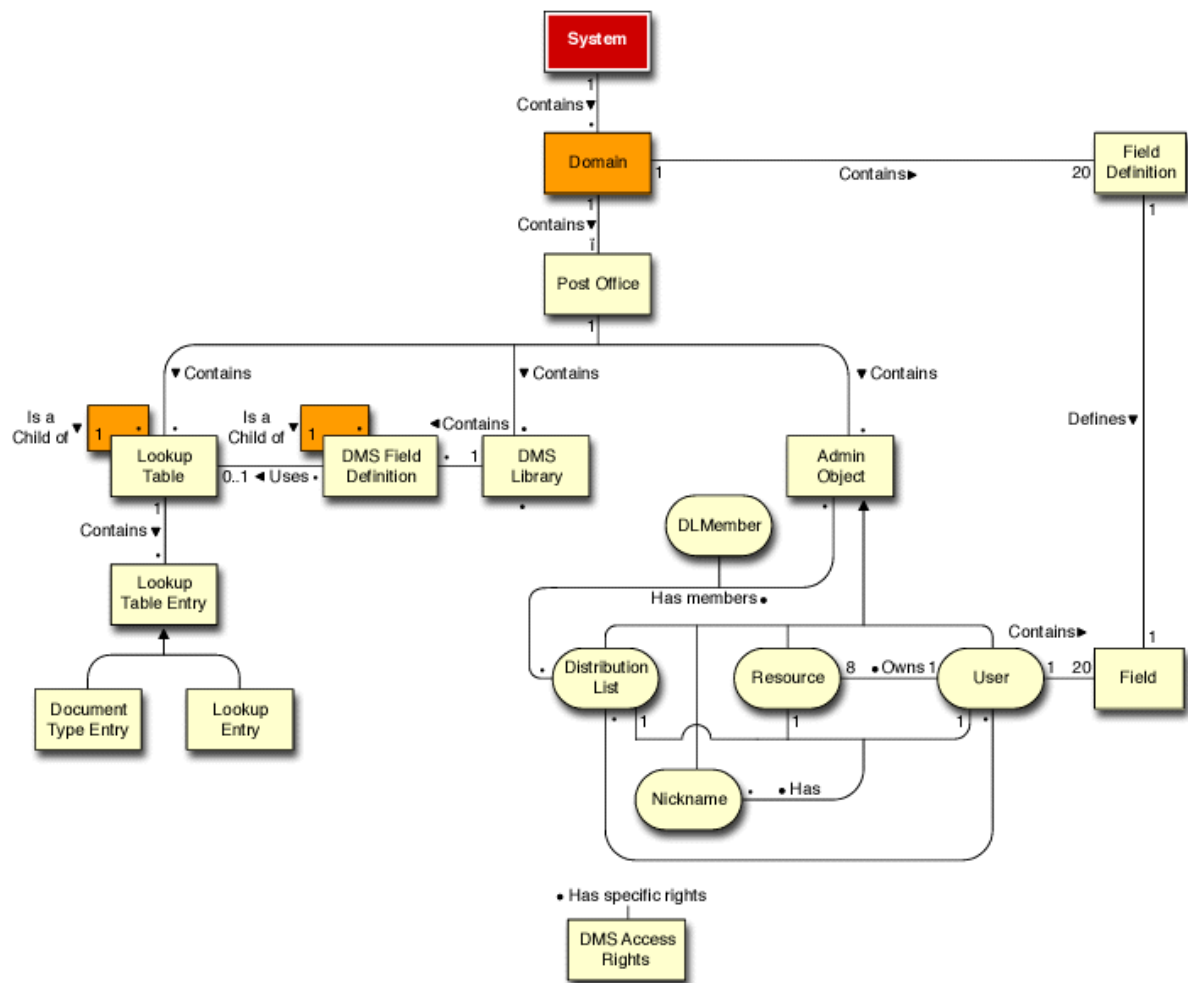 System
1
Contains▼
•
Domain
1
Contains►
20
Field
Definition
1
Contains▼
ï
1
Post Office
1
▼Contains
▼Contains
▼Contains
Is a
Child of ▼
1
•
•
Is a
Child of ▼
1
•
◄Contains
•
•
Defines▼
Lookup
Table
0..1 ◄ Uses •
DMS Field
Definition
•
1
DMS
Library
•
Admin
Object
•
1
Contains ▼
•
DLMember
Lookup
Table Entry
Has members •
Contains►
1
•
Distribution
List
Resource
8 • Owns 1
User
1
20
Field
Document
Type Entry
Lookup
Entry
•
1
1
1
•
Nickname
•
• Has
• Has specific rights
DMS Access
Rights